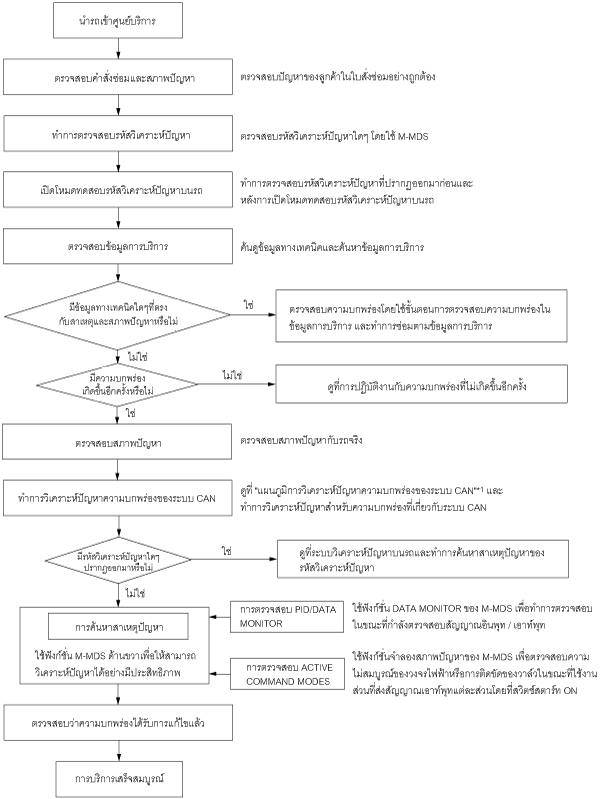 นำรถเข้าศูนย์บริการ
ตรวจสอบคำสั่งซ่อมและสภาพปัญหา
ตรวจสอบปัญหาของลูกค้าในใบสั่งซ่อมอย่างถูกต้อง
ทำการตรวจสอบรหัสวิเคราะห์ปัญหา
ตรวจสอบรหัสวิเคราะห์ปัญหาใดๆ โดยใช้ M-MDS
เปิดโหมดทดสอบรหัสวิเคราะห์ปัญหาบนรถ
ทำการตรวจสอบรหัสวิเคราะห์ปัญหาที่ปรากฏออกมาก่อนและ
หลังการเปิดโหมดทดสอบรหัสวิเคราะห์ปัญหาบนรถ
ตรวจสอบข้อมูลการบริการ
ค้นดูข้อมูลทางเทคนิคและค้นหาข้อมูลการบริการ
มีข้อมูลทางเทคนิคใดๆที่ตรง
กับสาเหตุและสภาพปัญหาหรือไม่
ใช่
ตรวจสอบความบกพร่องโดยใช้ขั้นตอนการตรวจสอบความบกพร่องใน
ข้อมูลการบริการ และทำการซ่อมตามข้อมูลการบริการ
ไม่ใช่
มีความบกพร่อง
เกิดขึ้นอีกครั้งหรือไม่
ไม่ใช่
ดูที่การปฏิบัติงานกับความบกพร่องที่ไม่เกิดขึ้นอีกครั้ง
ใช่
ตรวจสอบสภาพปัญหา
ตรวจสอบสภาพปัญหากับรถจริง
ทำการวิเคราะห์ปัญหาความบกพร่องของระบบ CAN
ดูที่ "แผนภูมิการวิเคราะห์ปัญหาความบกพร่องของระบบ CAN"*1 และ
ทำการวิเคราะห์ปัญหาสำหรับความบกพร่องที่เกี่ยวกับระบบ CAN
มีรหัสวิเคราะห์ปัญหาใดๆ
ปรากฏออกมาหรือไม่
ใช่
ดูที่ระบบวิเคราะห์ปัญหาบนรถและทำการค้นหาสาเหตุปัญหาของ
รหัสวิเคราะห์ปัญหา
ไม่ใช่
การค้นหาสาเหตุปัญหา
ใช้ฟังก์ชั่น M-MDS ด้านขวาเพื่อให้สามารถ
วิเคราะห์ปัญหาได้อย่างมีประสิทธิภาพ
การตรวจสอบ PID/DATA
MONITOR
ใช้ฟังก์ชั่น DATA MONITOR ของ M-MDS เพื่อทำการตรวจสอบ
ในขณะที่กำลังตรวจสอบสัญญาณอินพุท / เอาท์พุท
การตรวจสอบ ACTIVE
COMMAND MODES
ใช้ฟังก์ชั่นจำลองสภาพปัญหาของ M-MDS เพื่อตรวจสอบความ
ไม่สมบูรณ์ของวงจรไฟฟ้าหรือการติดขัดของวาล์วในขณะที่ใช้งาน
ส่วนที่ส่งสัญญาณเอาท์พุทแต่ละส่วนโดยที่สวิตช์สตาร์ท ON
ตรวจสอบว่าความบกพร่องได้รับการแก้ไขแล้ว
การบริการเสร็จสมบูรณ์